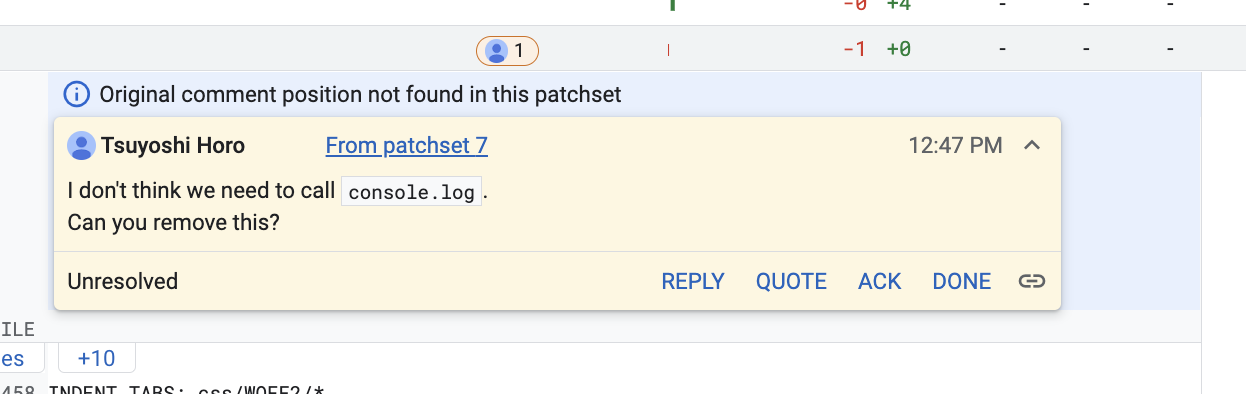 -0 +4 - - -
1 -1 +0 - - -
Original comment position not found in this patchset
Tsuyoshi Horo From patchset 7 12:47 PM
I don't think we need to call console.log.
Can you remove this?
Unresolved REPLY QUOTE ACK DONE
ILE
es +10
458 INDENT TABS: css/WOFF2/*